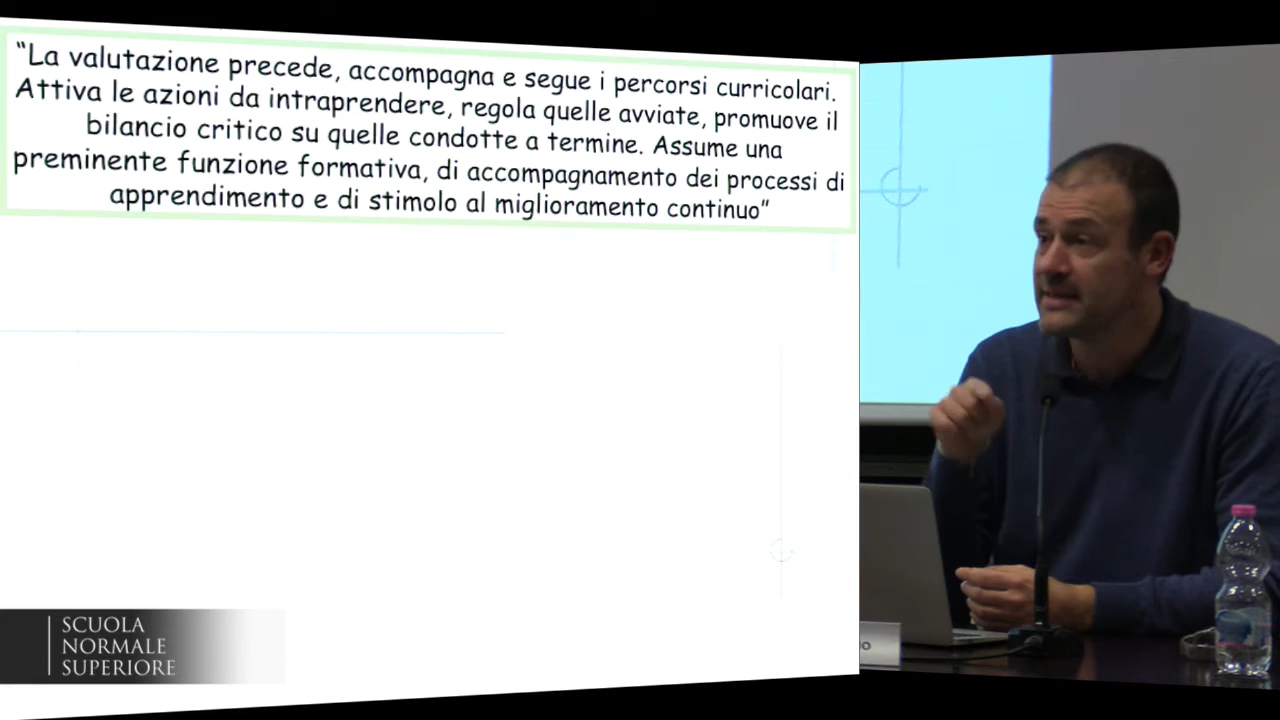 “La valutazione precede, accompagna e segue i percorsi curricolari.
Attiva le azioni da intraprendere, regola quelle avviate, promuove il
bilancio critico su quelle condotte a termine. Assume una
preminente funzione formativa, di accompagnamento dei processi di
apprendimento e di stimolo al miglioramento continuo”
SCUOLA
NORMALE
SUPERIORE